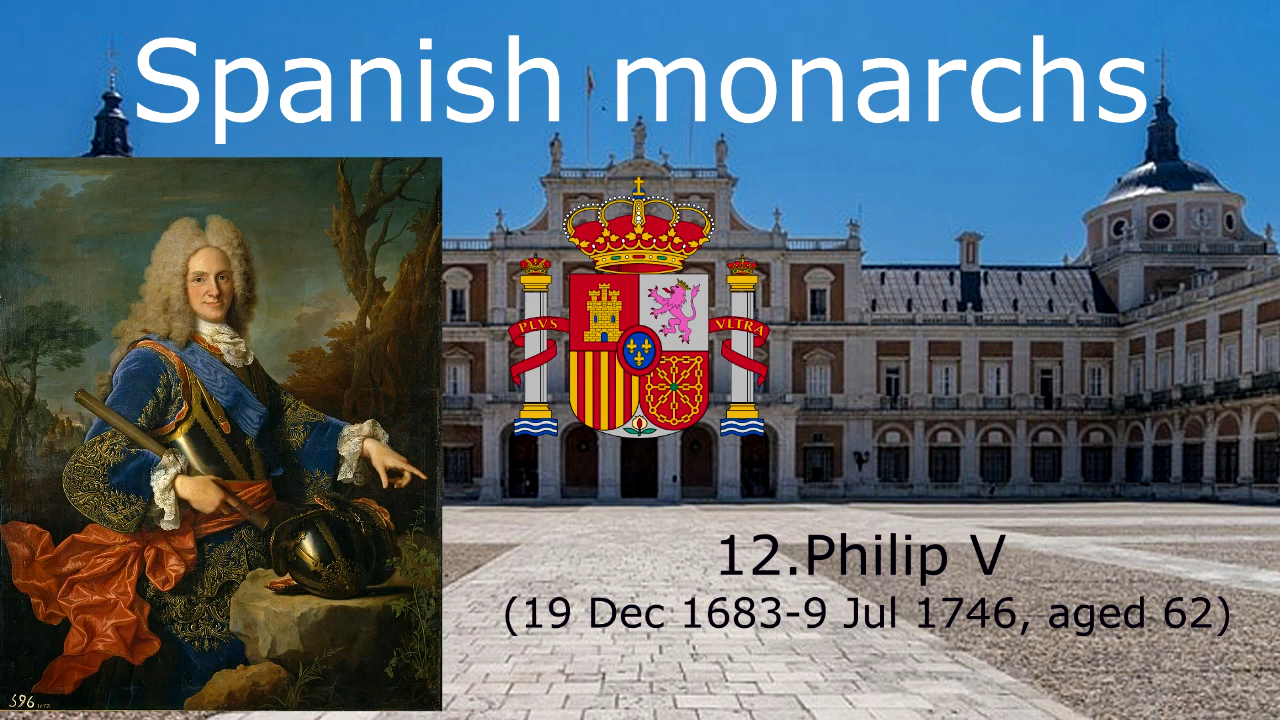 Spanish monarchs
PLVS
VLTRA
12.Philip V
(19 Dec 1683-9 Jul 1746, aged 62)
596